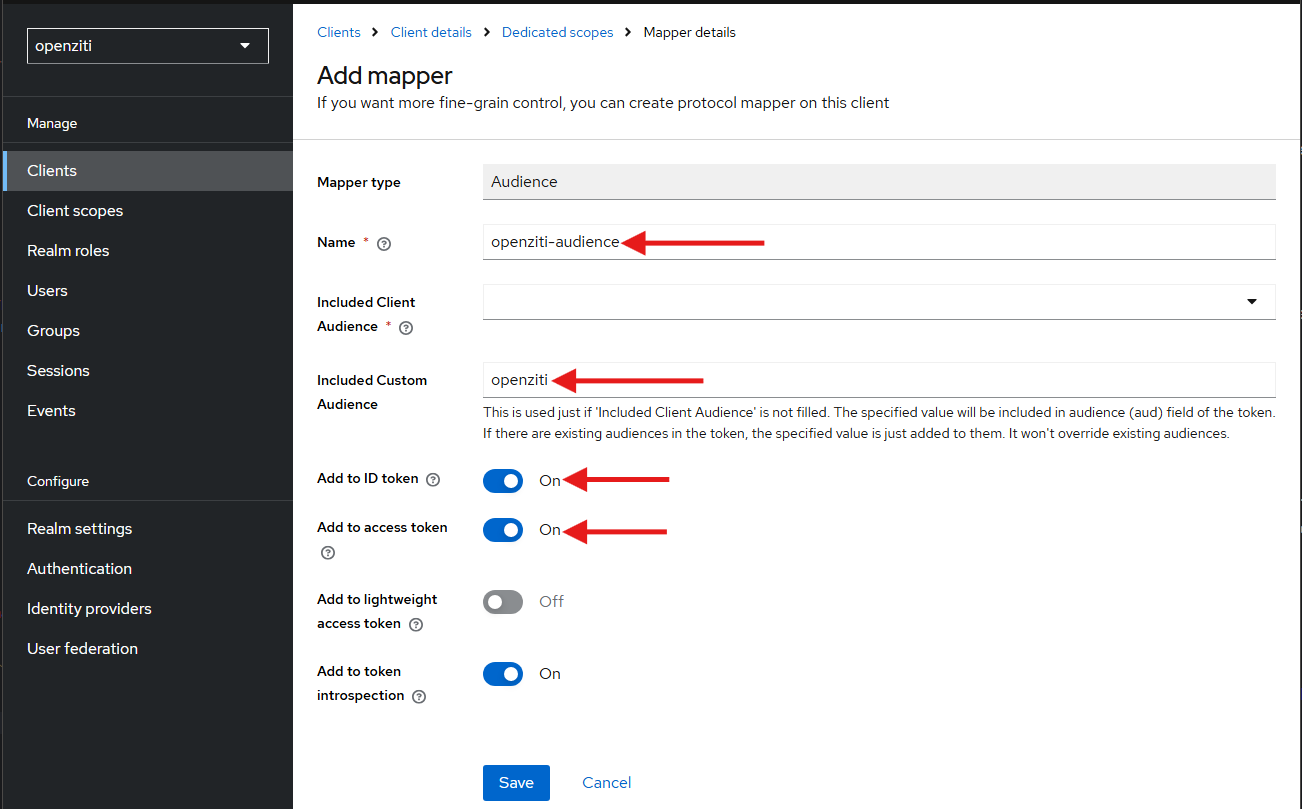 openziti
Manage
Clients
Client scopes
Realm roles
Users
Groups
Sessions
Events
Configure
Realm settings
Authentication
Identity providers
User federation
Clients > Client details > Dedicated scopes > Mapper details
Add mapper
If you want more fine-grain control, you can create protocol mapper on this client
Mapper type
Audience
Name *
openziti-audience
Included Client
Audience *
Included Custom
Audience
openziti
This is used just if 'Included Client Audience' is not filled. The specified value will be included in audience (aud) field of the token.
If there are existing audiences in the token, the specified value is just added to them. It won't override existing audiences.
Add to ID token
On
Add to access token
On
Add to lightweight
access token
Off
Add to token
introspection
On
Save
Cancel